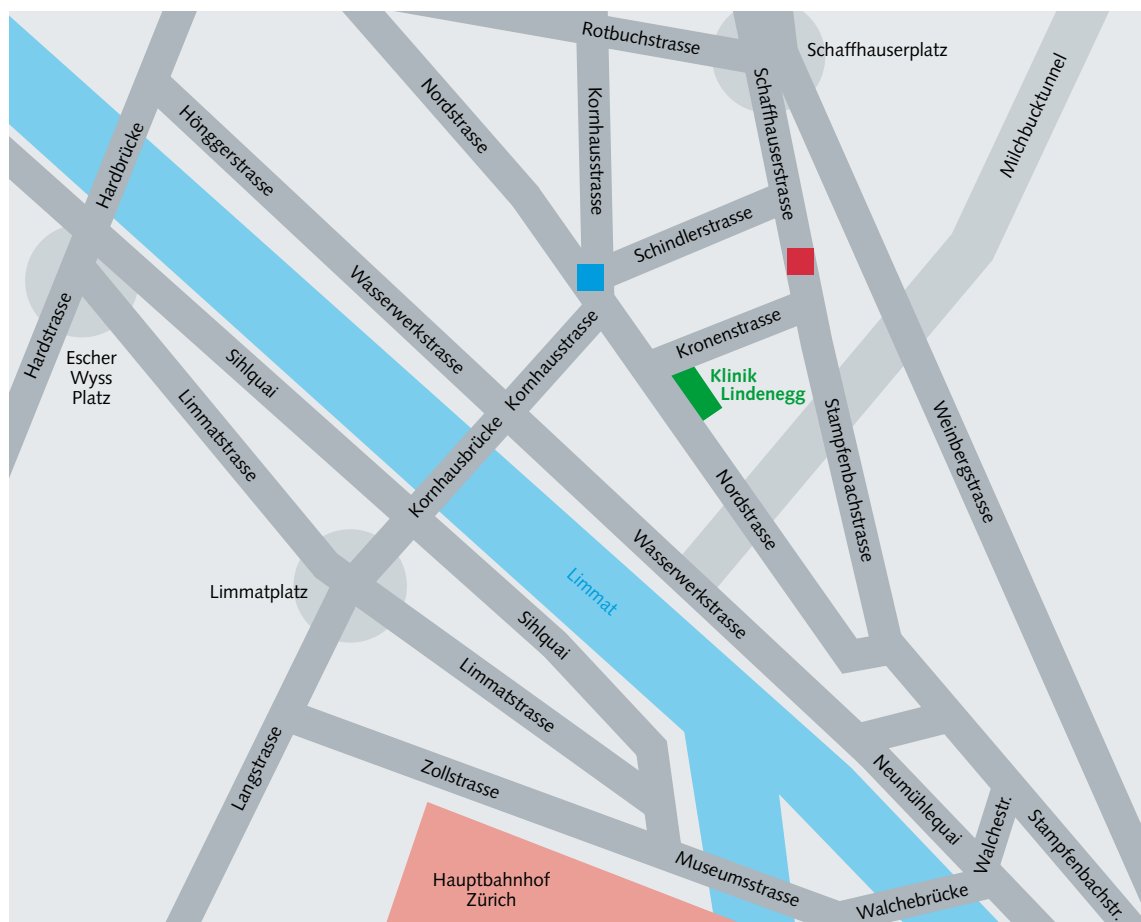 Rotbuchstrasse
Schaffhauserplatz
Nordstrasse
Kornhausstrasse
Schaffhauserstrasse
Milchbucktunnel
Hönggerstrasse
Hardbrücke
Schindlerstrasse
Wasserwerkstrasse
Hardstrasse
Escher
Wyss
Platz
Sihlquai
Kornhausstrasse
Kronenstrasse
Klinik
Lindenegg
Limmatstrasse
Kornhausbrücke
Stampfenbachstrasse
Weinbergstrasse
Nordstrasse
Limmatplatz
Limmat
Wasserwerkstrasse
Sihlquai
Limmatstrasse
Langstrasse
Zollstrasse
Neumühlequai
Walchestr.
Stampfenbachstr.
Museumsstrasse
Walchebrücke
Hauptbahnhof
Zürich